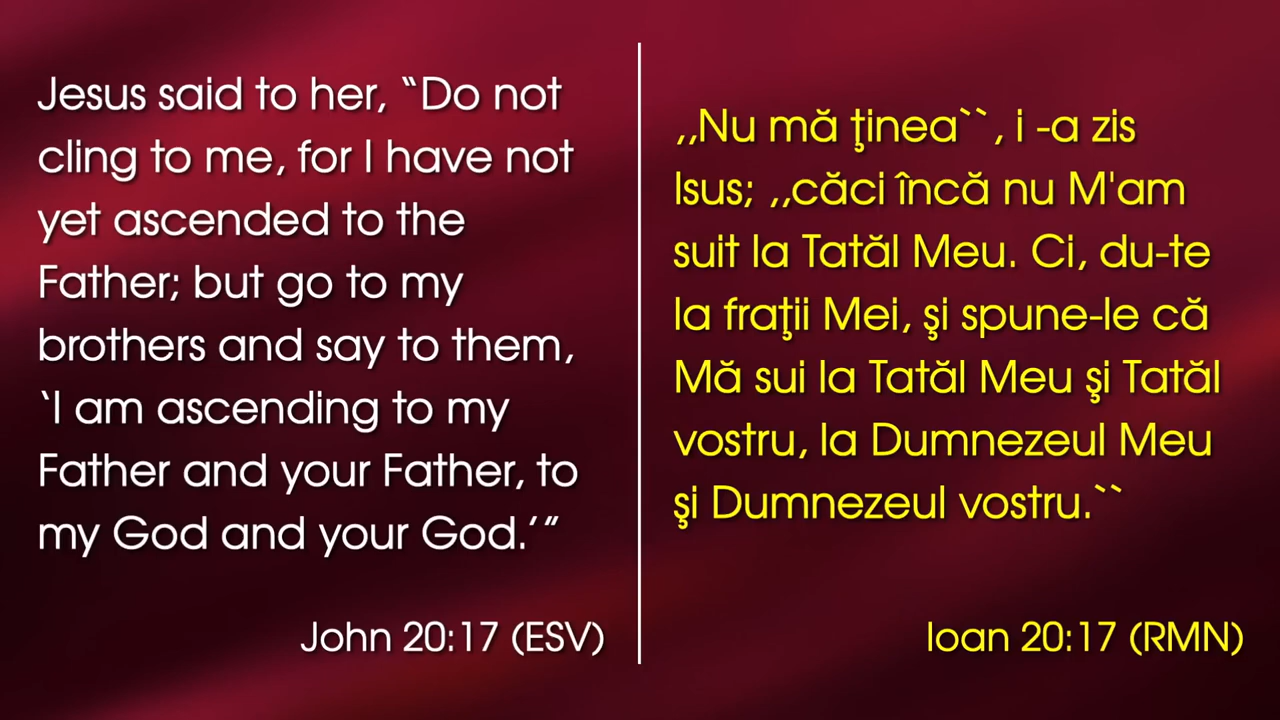 Jesus said to her, “Do not
cling to me, for I have not
yet ascended to the
Father; but go to my
brothers and say to them,
‘I am ascending to my
Father and your Father, to
my God and your God.’”
John 20:17 (ESV)
,,Nu mă ţinea``, i -a zis
Isus; ,,căci încă nu M'am
suit la Tatăl Meu. Ci, du-te
la fraţii Mei, şi spune-le că
Mă sui la Tatăl Meu şi Tatăl
vostru, la Dumnezeul Meu
şi Dumnezeul vostru.``
Ioan 20:17 (RMN)